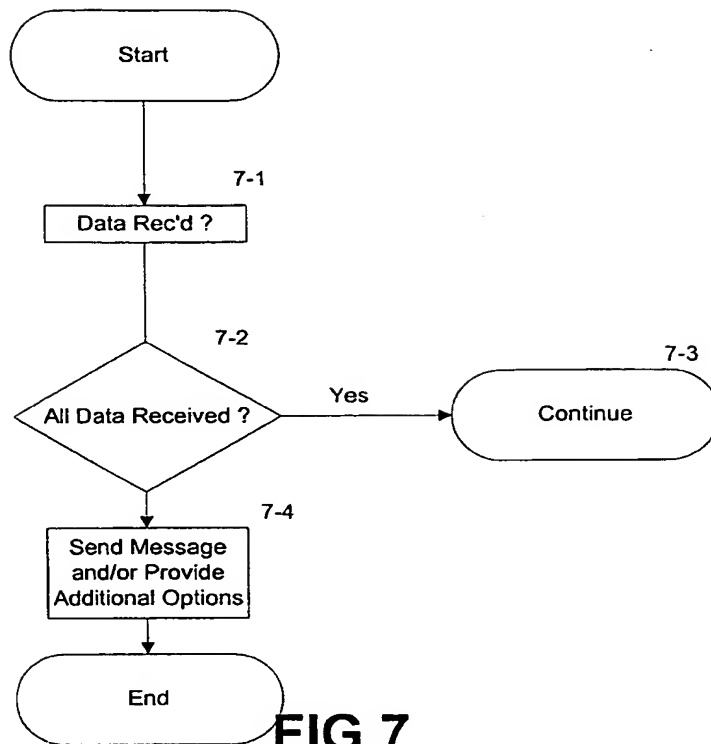 Start
7-1
Data Rec'd ?
7-2
All Data Received ?
Yes
7-3
Continue
7-4
Send Message
and/or Provide
Additional Options
End
FIG 7